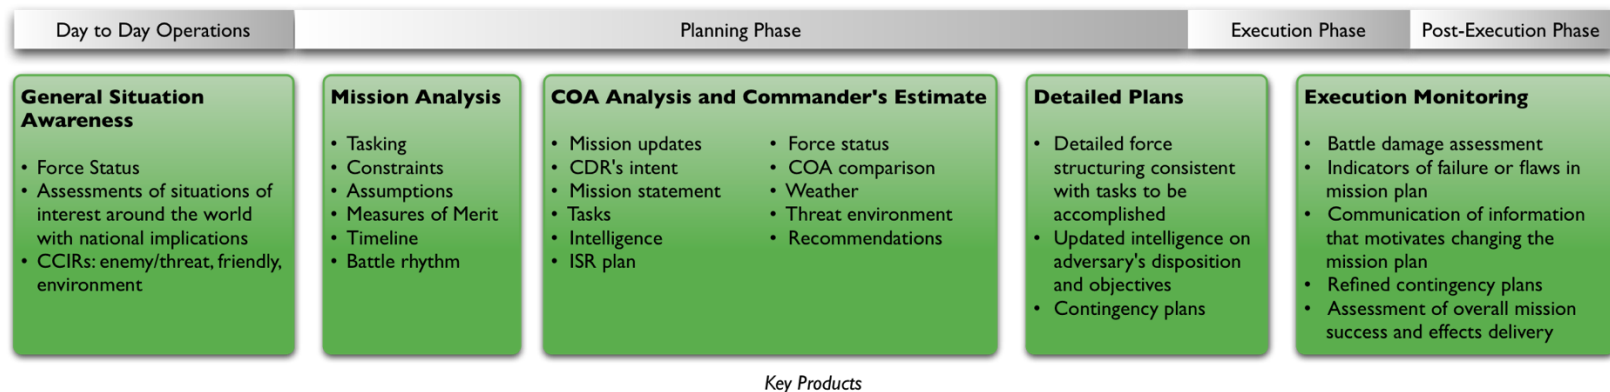 Day to Day Operations
Planning Phase
Execution Phase
Post-Execution Phase
General Situation
Awareness
• Force Status
• Assessments of situations of
interest around the world
with national implications
• CCIRs: enemy/threat, friendly,
environment
Mission Analysis
• Tasking
• Constraints
• Assumptions
• Measures of Merit
• Timeline
• Battle rhythm
COA Analysis and Commander's Estimate
• Mission updates
• CDR's intent
• Mission statement
• Tasks
• Intelligence
• ISR plan
• Force status
• COA comparison
• Weather
• Threat environment
• Recommendations
Detailed Plans
• Detailed force
structuring consistent
with tasks to be
accomplished
• Updated intelligence on
adversary's disposition
and objectives
• Contingency plans
Execution Monitoring
• Battle damage assessment
• Indicators of failure or flaws in
mission plan
• Communication of information
that motivates changing the
mission plan
• Refined contingency plans
• Assessment of overall mission
success and effects delivery
Key Products